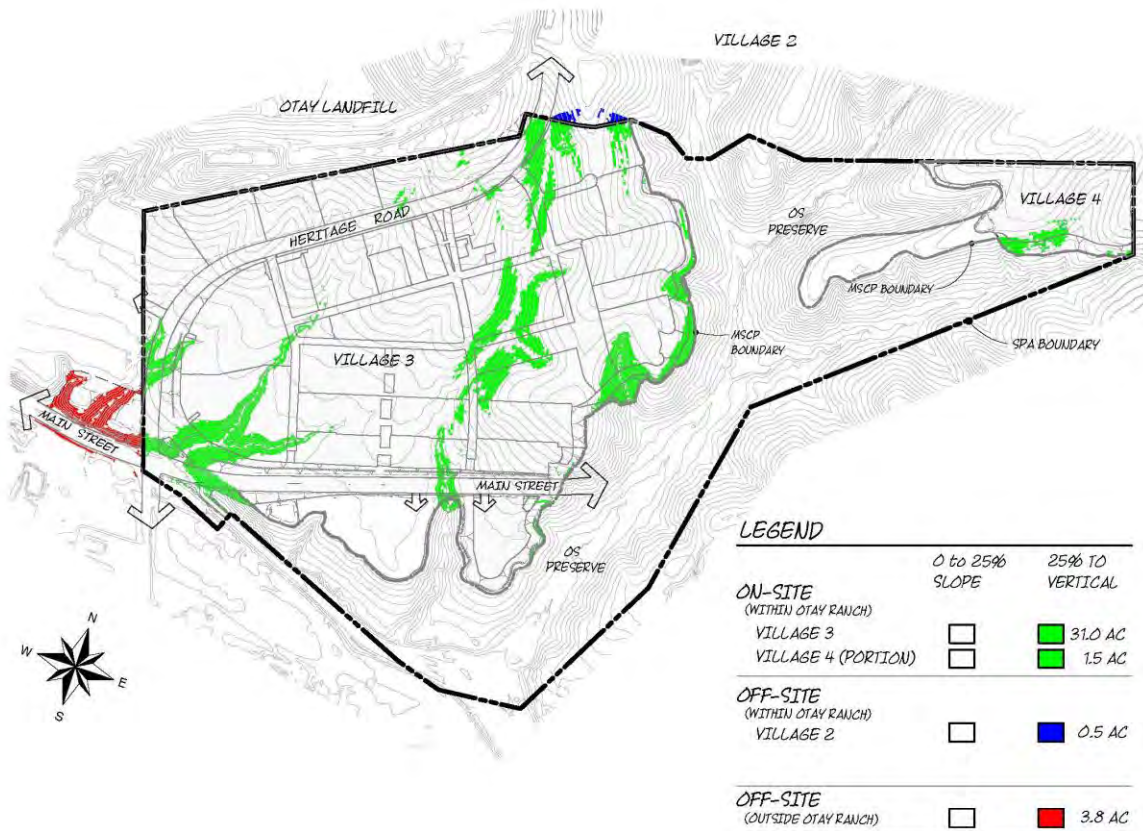 VILLAGE 2
OTAY LANDFILL
HERITAGE ROAD
VILLAGE 4
OS
PRESERVE
MSCP BOUNDARY
MSCP
BOUNDARY
SPA BOUNDARY
VILLAGE 3
MAIN STREET
MAIN STREET
OS
PRESERVE
N
W
E
S
LEGEND
0 to 25% SLOPE
25% TO VERTICAL
ON-SITE
(WITHIN OTAY RANCH)
VILLAGE 3 31.0 AC
VILLAGE 4 (PORTION) 1.5 AC
OFF-SITE
(WITHIN OTAY RANCH)
VILLAGE 2 0.5 AC
OFF-SITE
(OUTSIDE OTAY RANCH) 3.8 AC